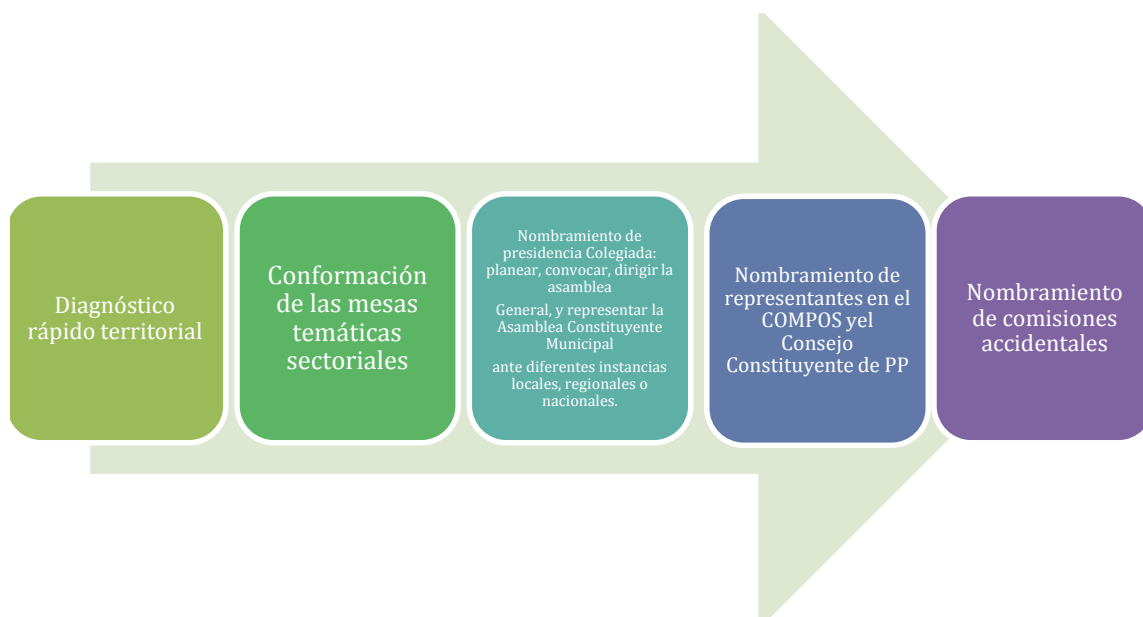 Diagnóstico
rápido territorial
Conformación
de las mesas
temáticas
sectoriales
Nombramiento de
presidencia Colegiada:
planear, convocar, dirigir la
asamblea
General, y representar la
Asamblea Constituyente
Municipal
ante diferentes instancias
locales, regionales o
nacionales.
Nombramiento de
representantes en el
COMPOS yel
Consejo
Constituyente de PP
Nombramiento
de comisiones
accidentales